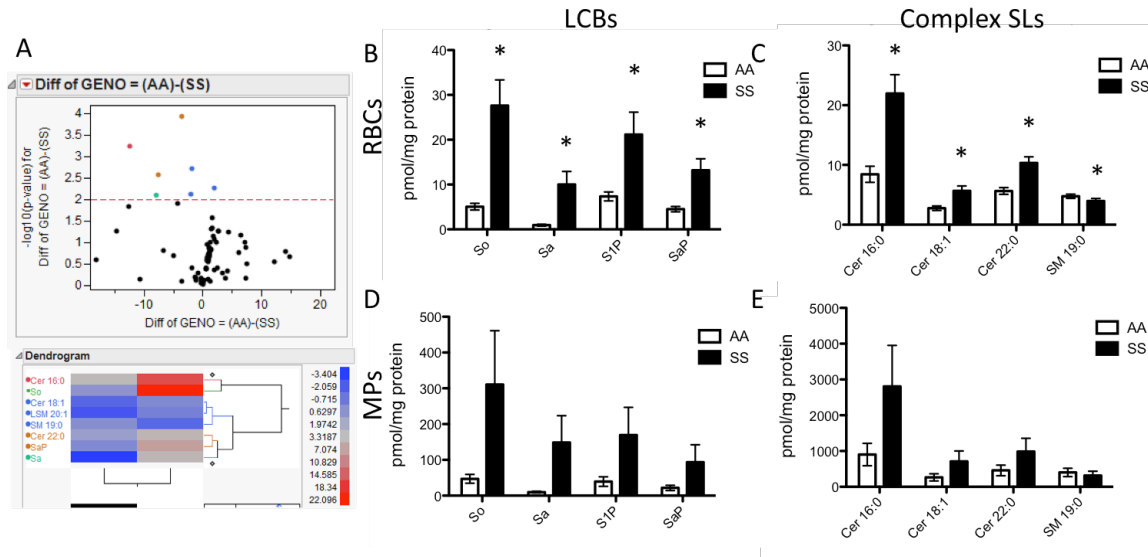 LCBs
Complex SLs
A
Diff of GENO = (AA)-(SS)
4
3.5
3
2.5
2
1.5
1
0.5
0
-log10(p-value) for
Diff of GENO = (AA)-(SS)
-10
0
10
20
Diff of GENO = (AA)-(SS)
Dendrogram
Cer 16:0
So
Cer 18:1
LSM 20:1
SM 19:0
Cer 22:0
SaP
Sa
-3.404
-2.059
-0.715
0.6297
1.9742
3.3187
7.074
10.829
14.585
18.34
22.096
RBCs
B
pmol/mg protein
40
30
20
10
0
* * * *
AA
SS
So
Sa
S1P
SaP
C
pmol/mg protein
30
20
10
0
* * * *
AA
SS
Cer 16:0
Cer 18:1
Cer 22:0
SM 19:0
MPs
D
pmol/mg protein
500
400
300
200
100
0
AA
SS
So
Sa
S1P
SaP
E
pmol/mg protein
5000
4000
3000
2000
1000
0
AA
SS
Cer 16:0
Cer 18:1
Cer 22:0
SM 19:0